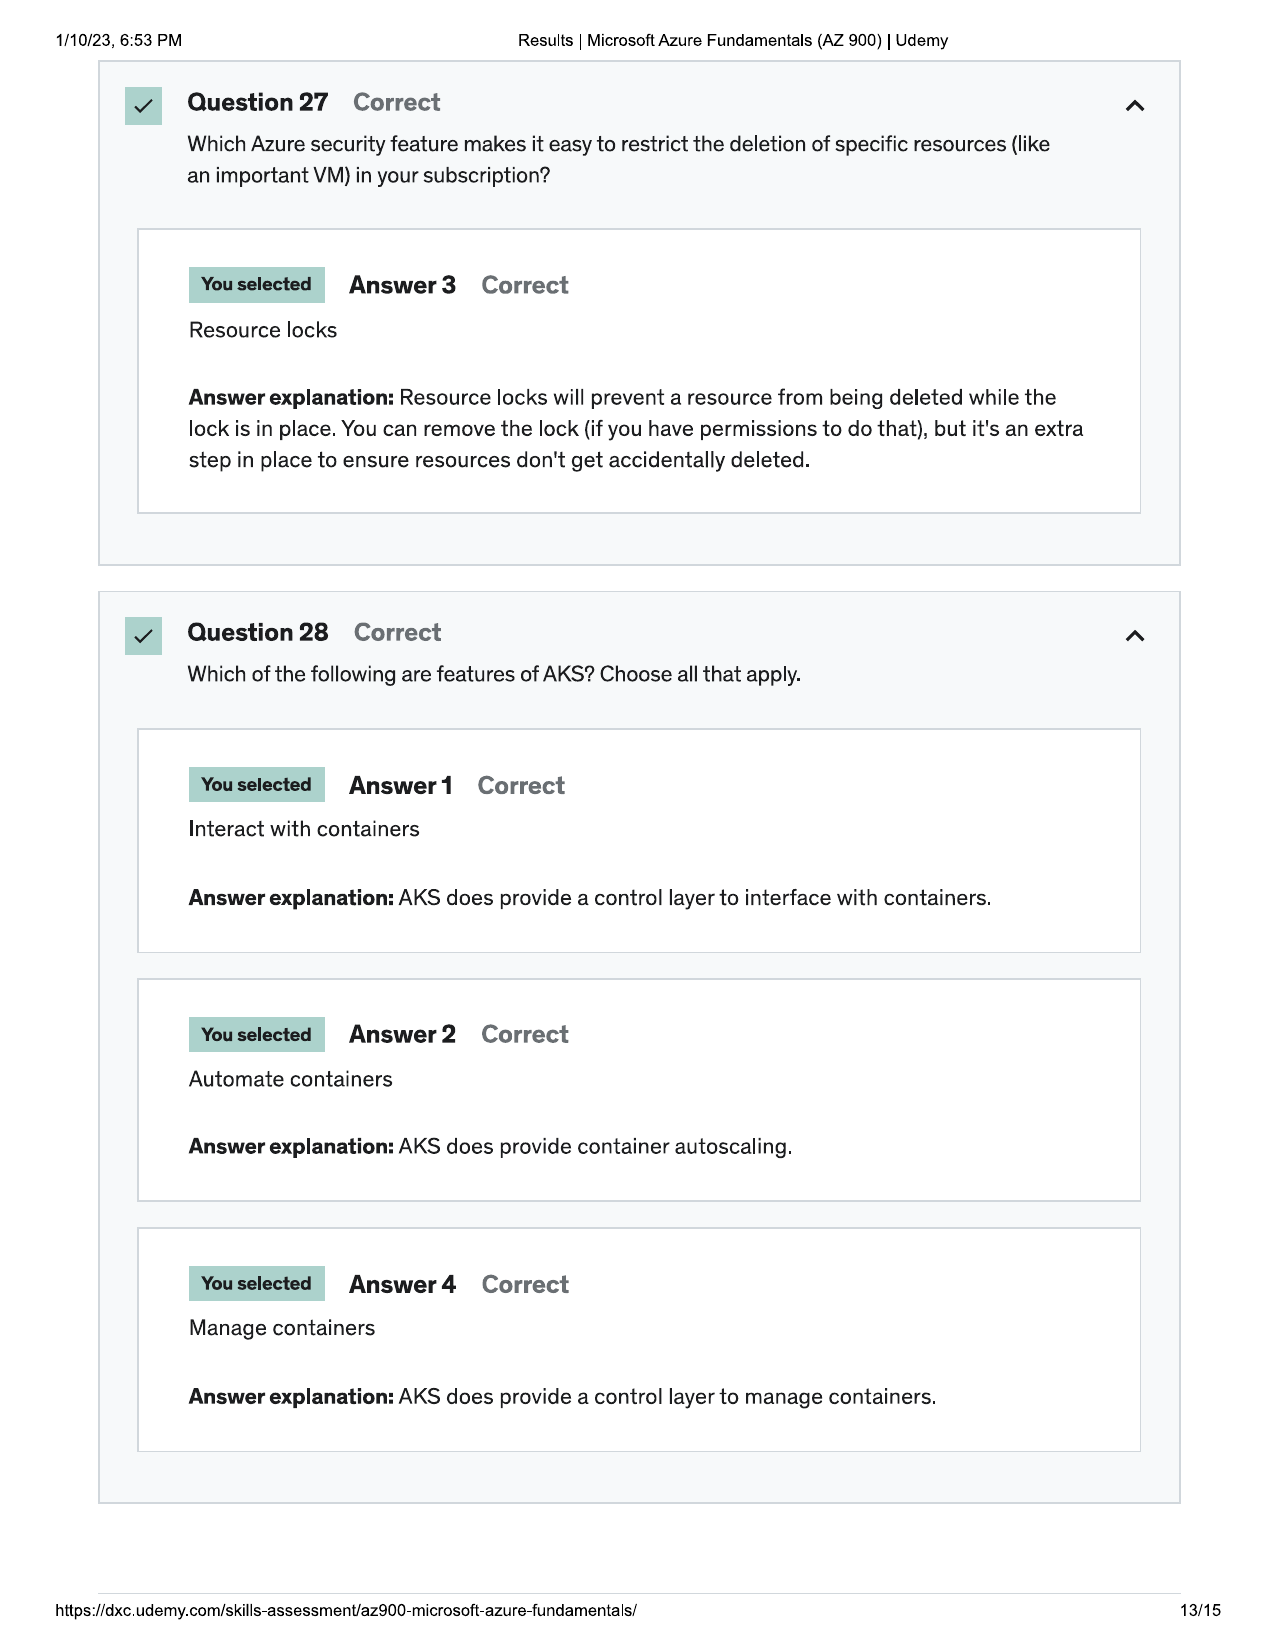 1/10/23, 6:53 PM
Results | Microsoft Azure Fundamentals (AZ 900) | Udemy
Question 27 Correct
Which Azure security feature makes it easy to restrict the deletion of specific resources (like
an important VM) in your subscription?
You selected Answer 3 Correct
Resource locks
Answer explanation: Resource locks will prevent a resource from being deleted while the
lock is in place. You can remove the lock (if you have permissions to do that), but it's an extra
step in place to ensure resources don't get accidentally deleted.
Question 28 Correct
Which of the following are features of AKS? Choose all that apply.
You selected Answer 1 Correct
Interact with containers
Answer explanation: AKS does provide a control layer to interface with containers.
You selected Answer 2 Correct
Automate containers
Answer explanation: AKS does provide container autoscaling.
You selected Answer 4 Correct
Manage containers
Answer explanation: AKS does provide a control layer to manage containers.
https://dxc.udemy.com/skills-assessment/az900-microsoft-azure-fundamentals/
13/15